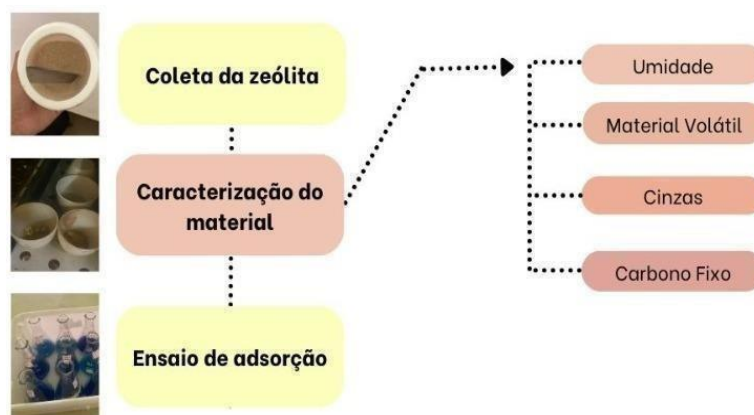 Coleta da zeólita
Caracterização do
material
Ensaio de adsorção
Umidade
Material Volátil
Cinzas
Carbono Fixo